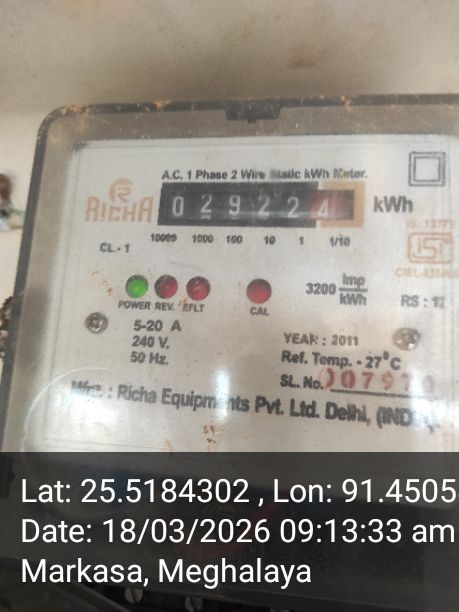 A.C. 1 Phase 2 Wire Static kWh Meter.
R
RICHA
029224
kWh
10000 1000 100 10 1 1/10
CL - 1
3200 Imp/kWh
POWER REV. EFLT
CAL
RS : 1
5-20 A
240 V.
50 Hz.
YEAR : 2011
Ref. Temp. - 27°C
SL. No.
Mfg. : Richa Equipments Pvt. Ltd. Delhi,
Lat: 25.5184302 , Lon: 91.4505
Date: 18/03/2026 09:13:33 am
Markasa, Meghalaya